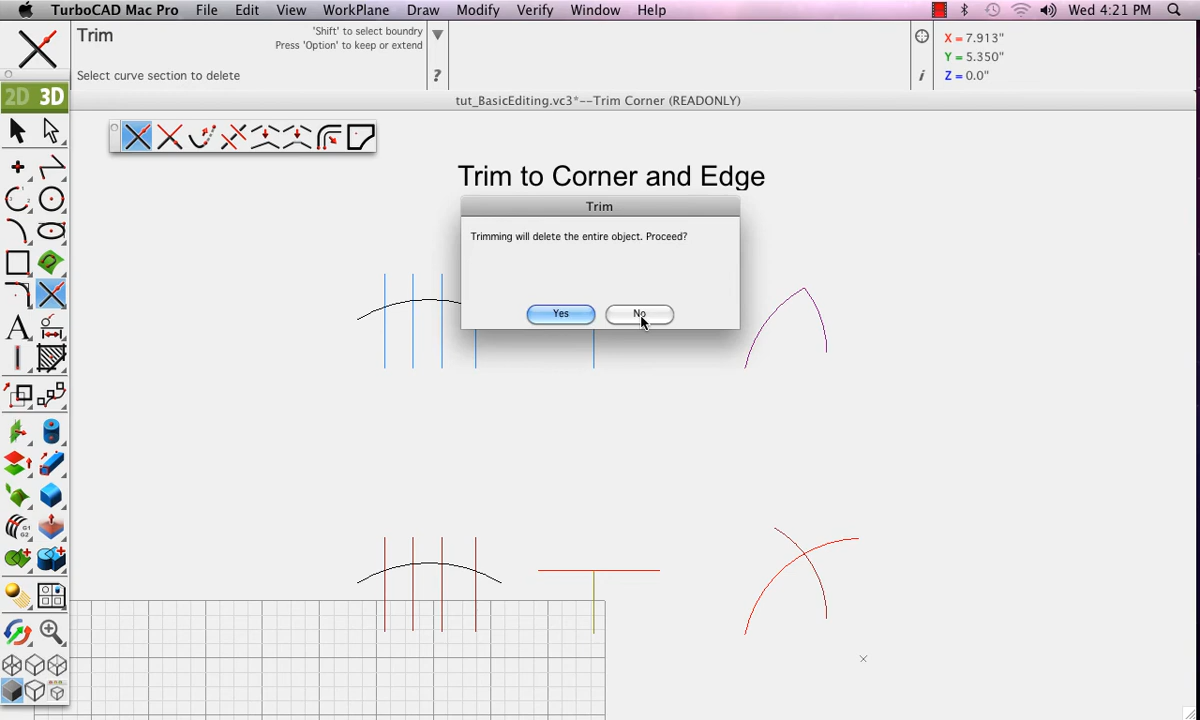 TurboCAD Mac Pro File Edit View WorkPlane Draw Modify Verify Window Help Wed 4:21 PM
Trim
'Shift' to select boundry
Press 'Option' to keep or extend
Select curve section to delete
?
i
X = 7.913"
Y = 5.350"
Z = 0.0"
2D 3D
tut_BasicEditing.vc3*--Trim Corner (READONLY)
Trim to Corner and Edge
Trim
Trimming will delete the entire object. Proceed?
Yes No
A
G1
G2